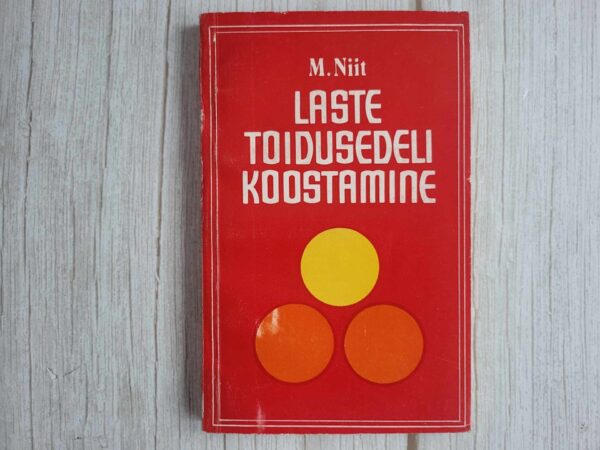 M. Niit
LASTE
TOIDUSEDELI
KOOSTAMINE